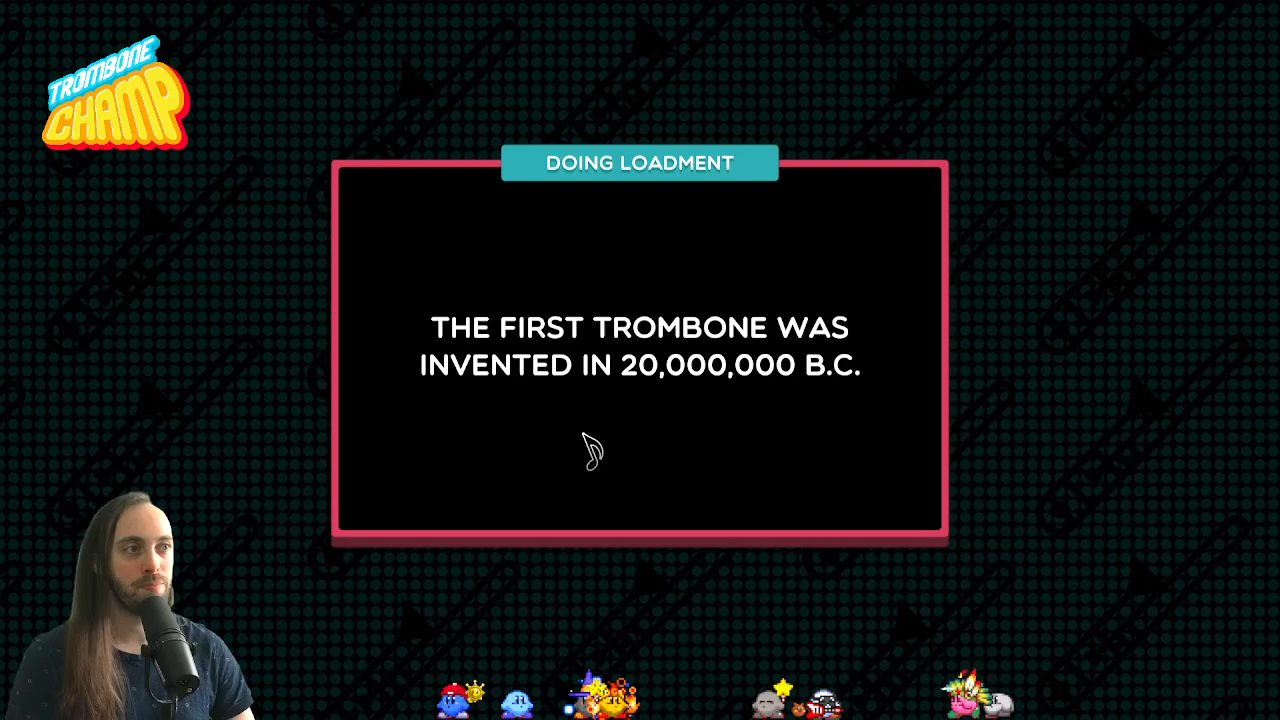 TROMBONE
CHAMP
DOING LOADMENT
THE FIRST TROMBONE WAS
INVENTED IN 20,000,000 B.C.